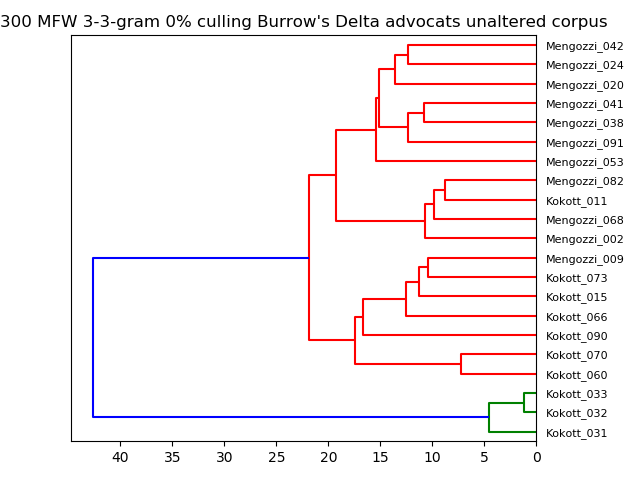 300 MFW 3-3-gram 0% culling Burrow's Delta advocats unaltered corpus
Mengozzi_042
Mengozzi_024
Mengozzi_020
Mengozzi_041
Mengozzi_038
Mengozzi_091
Mengozzi_053
Mengozzi_082
Kokott_011
Mengozzi_068
Mengozzi_002
Mengozzi_009
Kokott_073
Kokott_015
Kokott_066
Kokott_090
Kokott_070
Kokott_060
Kokott_033
Kokott_032
Kokott_031
40 35 30 25 20 15 10 5 0